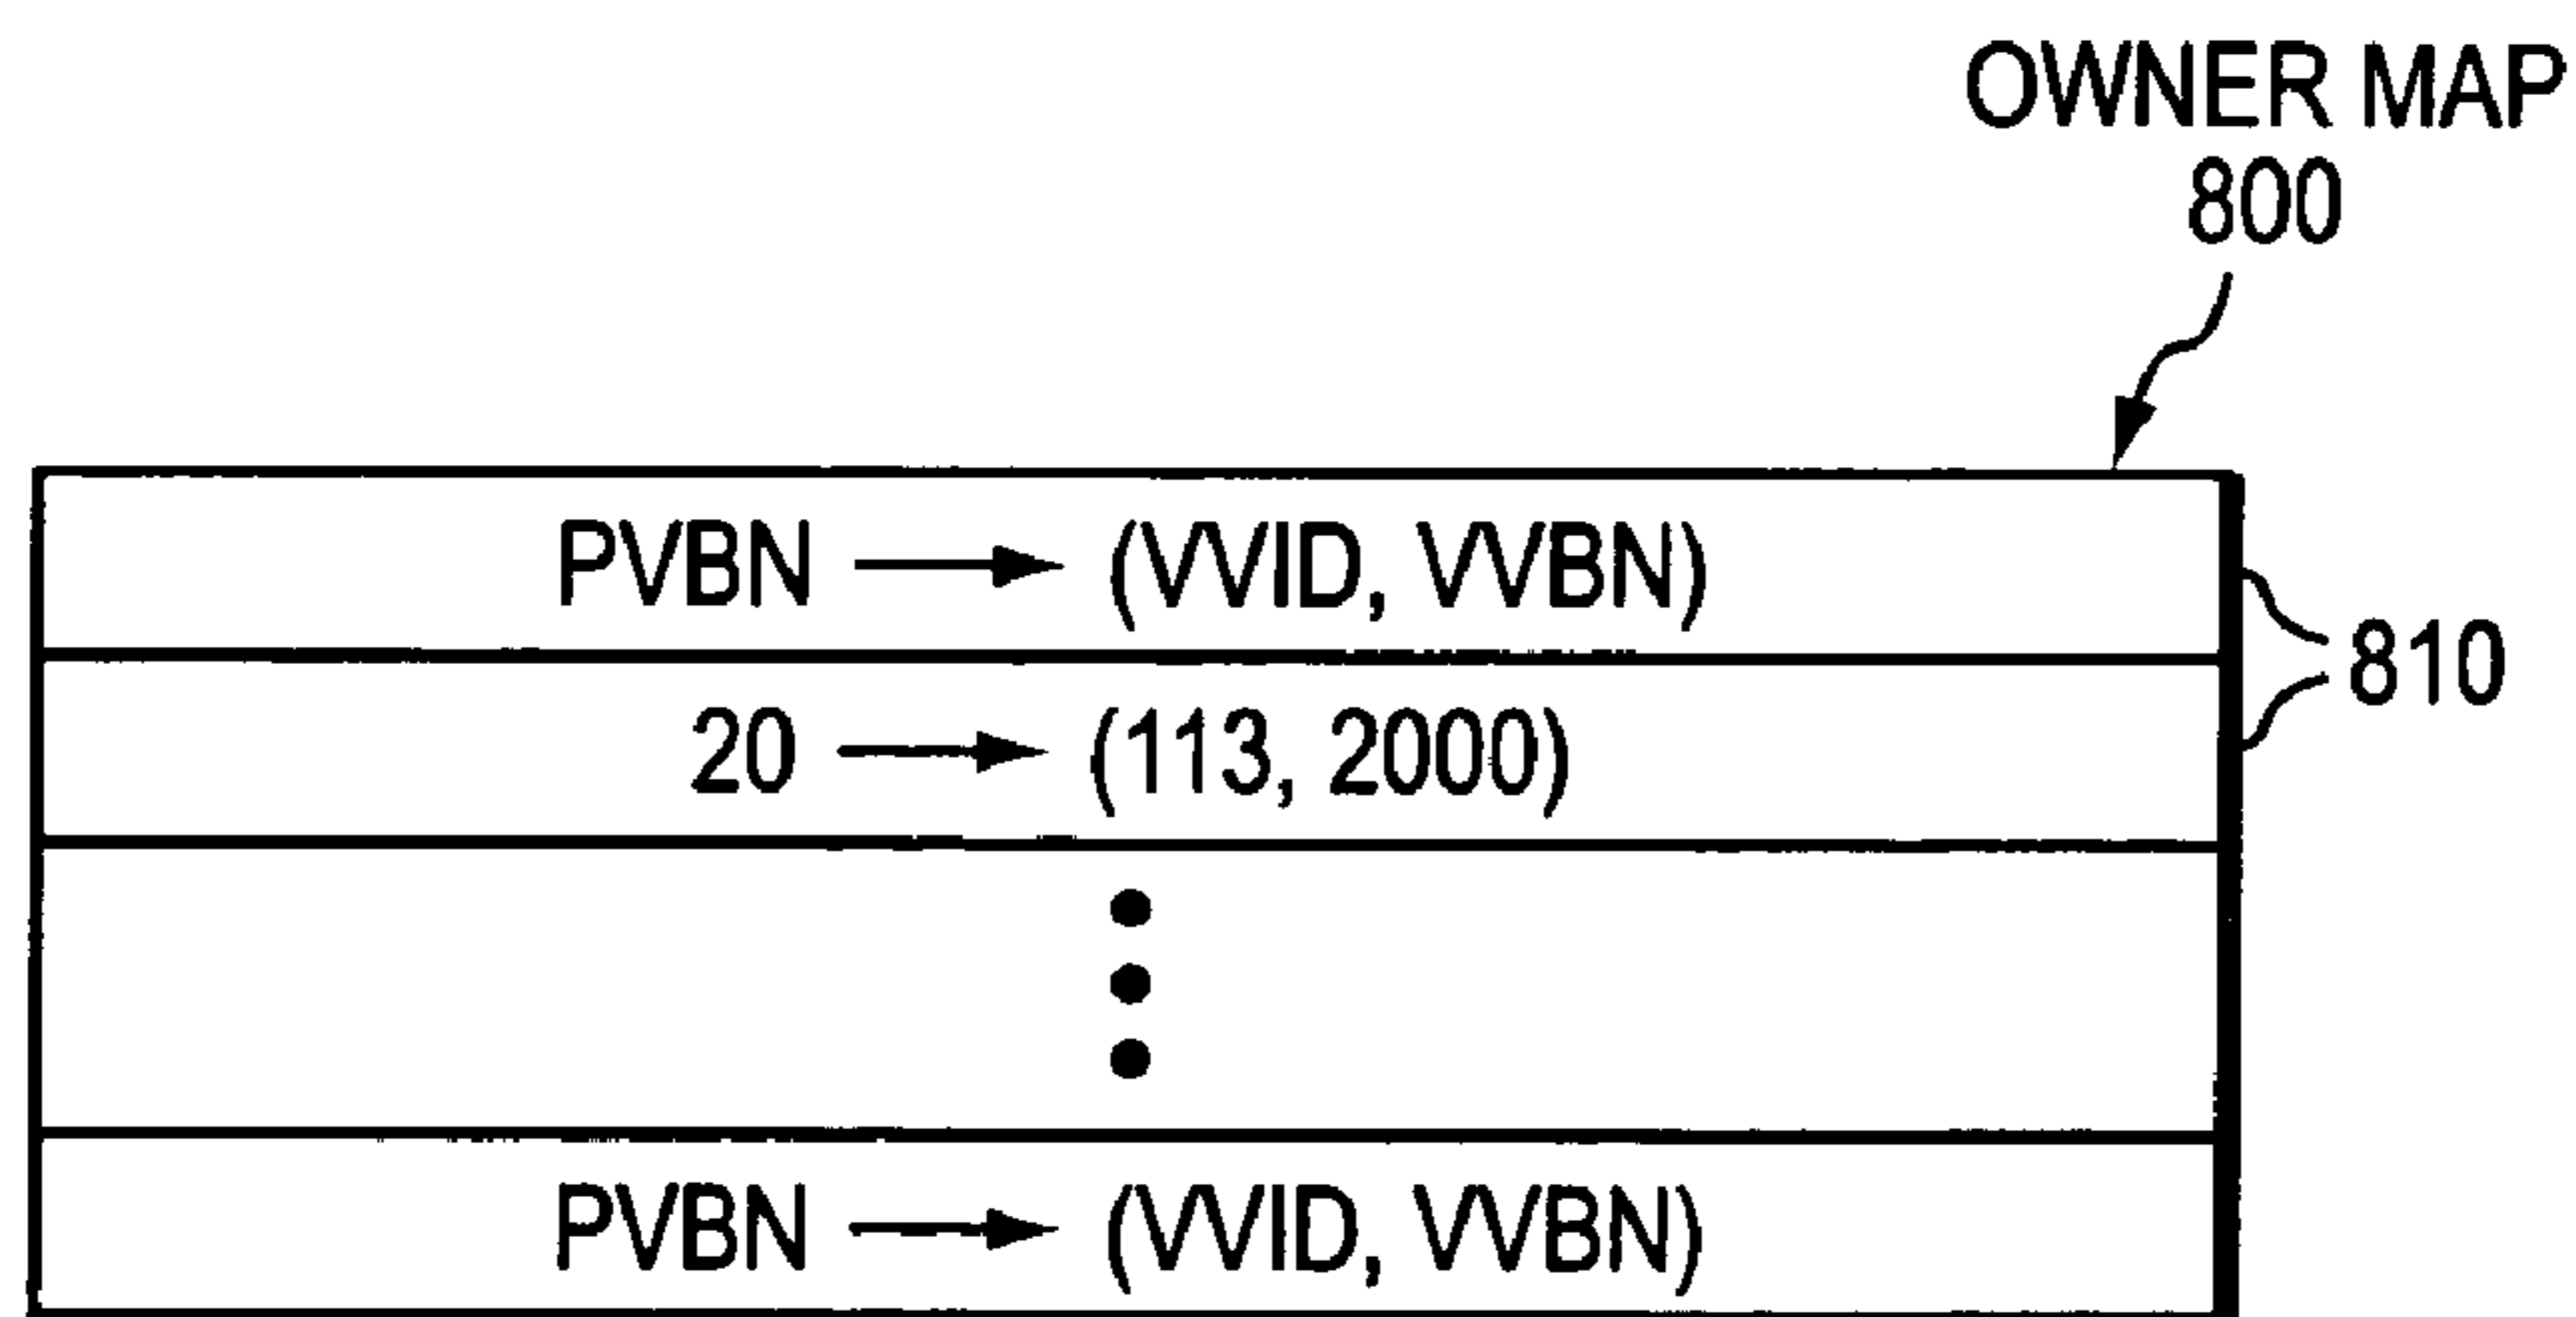 OWNER MAP
800
PVBN → (VVID, VVBN)
810
20 → (113, 2000)
PVBN → (VVID, VVBN)